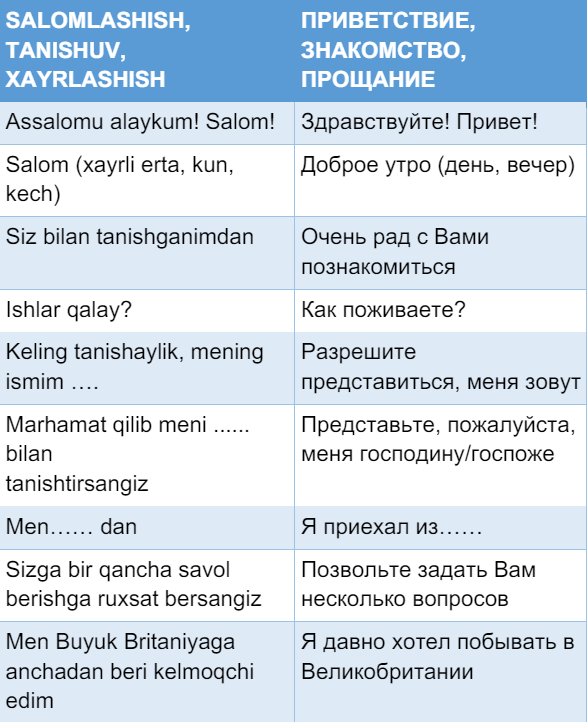 SALOMLASHISH,
TANISHUV,
XAYRLASHISH
ПРИВЕТСТВИЕ,
ЗНАКОМСТВО,
ПРОЩАНИЕ
Assalomu alaykum! Salom!
Здравствуйте! Привет!
Salom (xayrli erta, kun,
kech)
Доброе утро (день, вечер)
Siz bilan tanishganimdan
Очень рад с Вами
познакомиться
Ishlar qalay?
Как поживаете?
Keling tanishaylik, mening
ismim ….
Разрешите
представиться, меня зовут
Marhamat qilib meni ......
bilan
tanishtirsangiz
Представьте, пожалуйста,
меня господину/госпоже
Men…… dan
Я приехал из……
Sizga bir qancha savol
berishga ruxsat bersangiz
Позвольте задать Вам
несколько вопросов
Men Buyuk Britaniyaga
anchadan beri kelmoqchi
edim
Я давно хотел побывать в
Великобритании